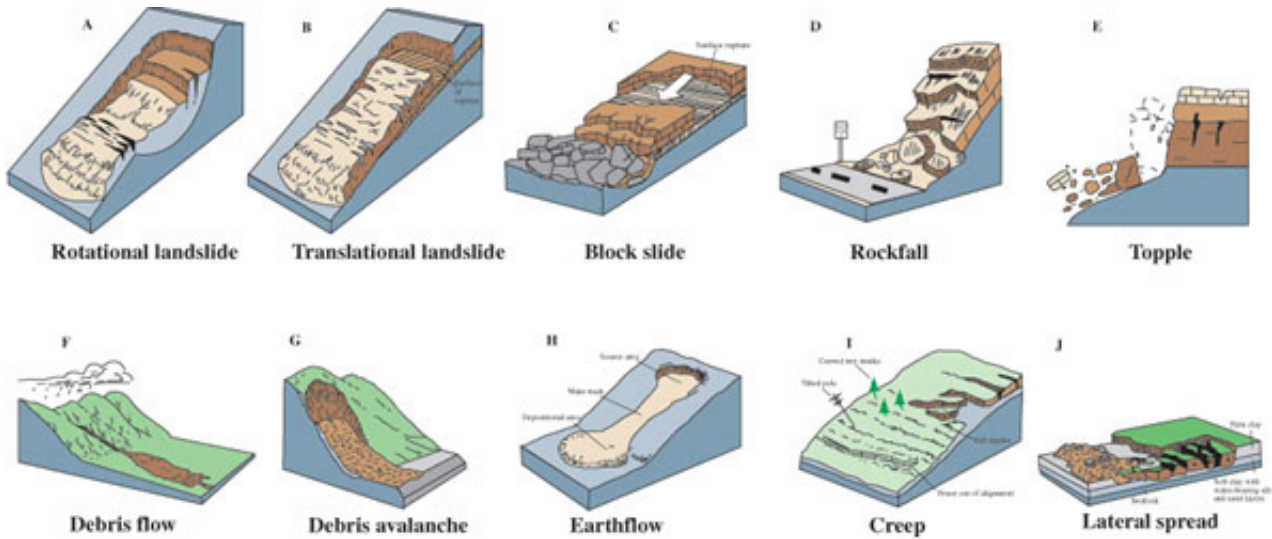 A
B
C
D
E
Surface rupture
Rotational landslide
Translational landslide
Block slide
Rockfall
Topple
F
G
H
I
J
Source area
Main track
Depositional area
Curved tree trunks
Tilted pole
Soil ripples
Fence out of alignment
Firm clay
Soft clay with
water-bearing silt
and sand layers
Bedrock
Debris flow
Debris avalanche
Earthflow
Creep
Lateral spread